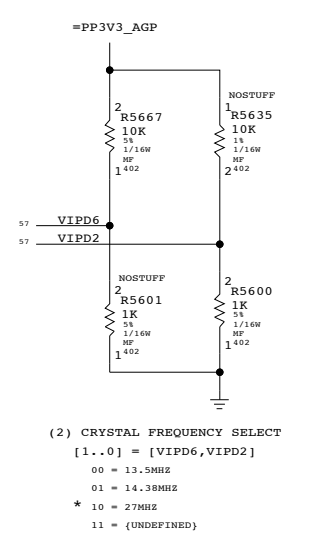 =PP3V3_AGP
NOSTUFF
2
R5667
10K
5%
1/16W
MF
402
1
1
R5635
10K
1%
1/16W
MF
402
2
57 VIPD6
57 VIPD2
NOSTUFF
2
R5601
1K
5%
1/16W
MF
402
1
2
R5600
1K
5%
1/16W
MF
402
1
(2) CRYSTAL FREQUENCY SELECT
[1..0] = [VIPD6,VIPD2]
00 = 13.5MHZ
01 = 14.38MHZ
* 10 = 27MHZ
11 = {UNDEFINED}